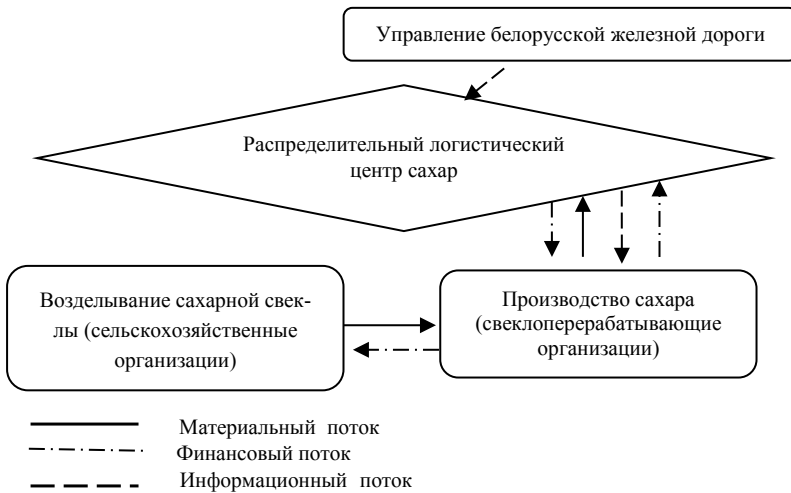 Управление белорусской железной дороги
Распределительный логистический
центр сахар
Возделывание сахарной свек-
лы (сельскохозяйственные
организации)
Производство сахара
(свеклоперерабатывающие
организации)
Материальный поток
Финансовый поток
Информационный поток